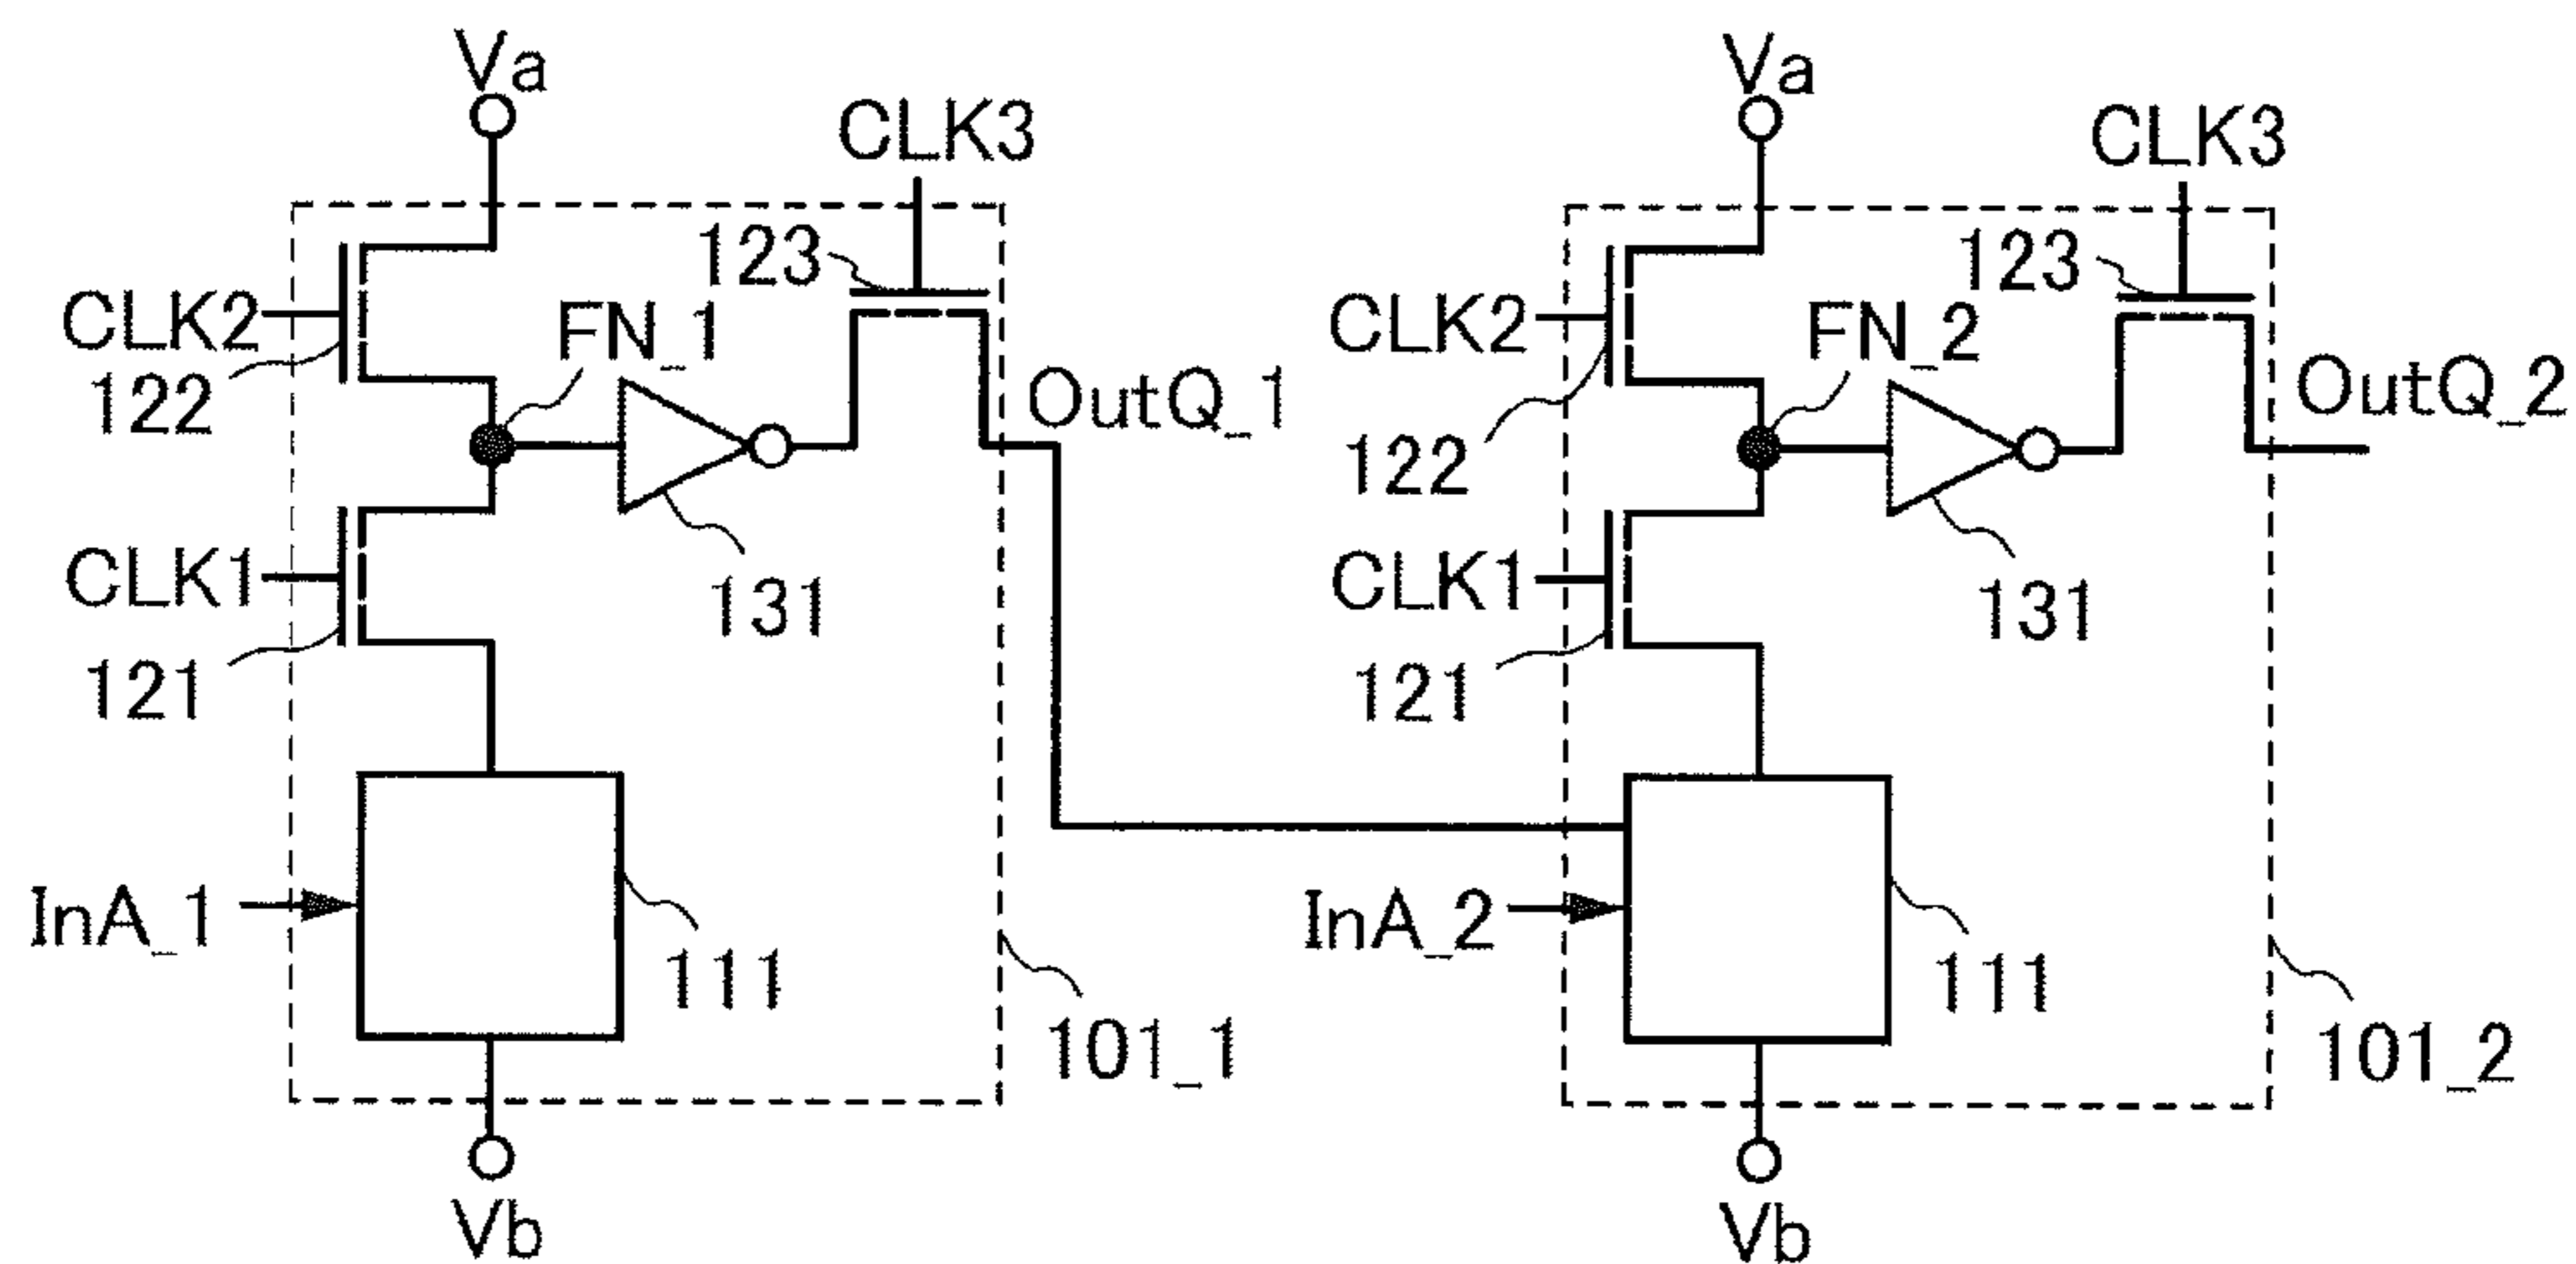 Va
CLK3
123
CLK2
122
FN_1
OutQ_1
CLK1
121
131
InA_1
111
101_1
Vb
Va
CLK3
123
CLK2
122
FN_2
OutQ_2
CLK1
121
131
InA_2
111
101_2
Vb